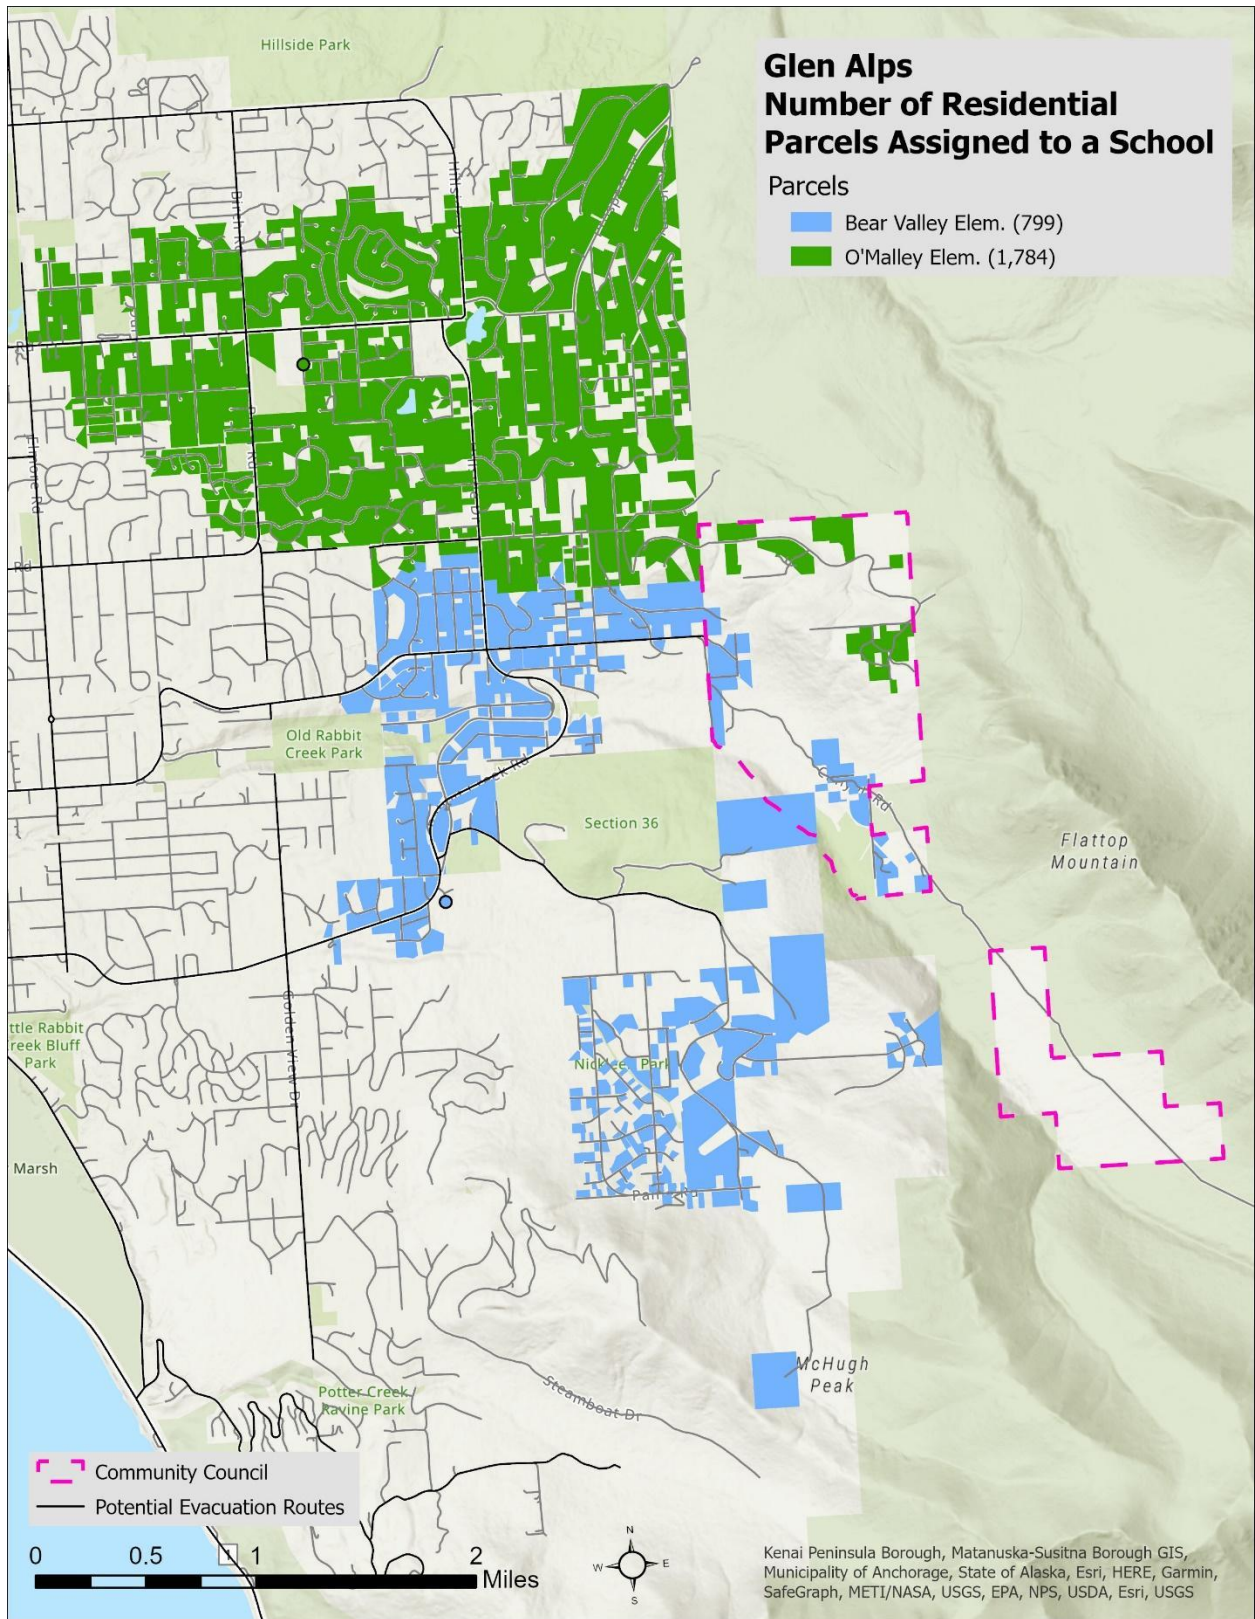 Hillside Park
Glen Alps
Number of Residential
Parcels Assigned to a School
Parcels
Bear Valley Elem. (799)
O'Malley Elem. (1,784)
Rd
Old Rabbit
Creek Park
Section 36
Flattop
Mountain
Golden View D
ttle Rabbit
reek Bluff
Park
Marsh
McHugh
Peak
Potter Creek
Ravine Park
Steamboat Dr
Community Council
Potential Evacuation Routes
0 0.5 1 2 Miles
1
N
W E
S
Kenai Peninsula Borough, Matanuska-Susitna Borough GIS,
Municipality of Anchorage, State of Alaska, Esri, HERE, Garmin,
SafeGraph, METI/NASA, USGS, EPA, NPS, USDA, Esri, USGS